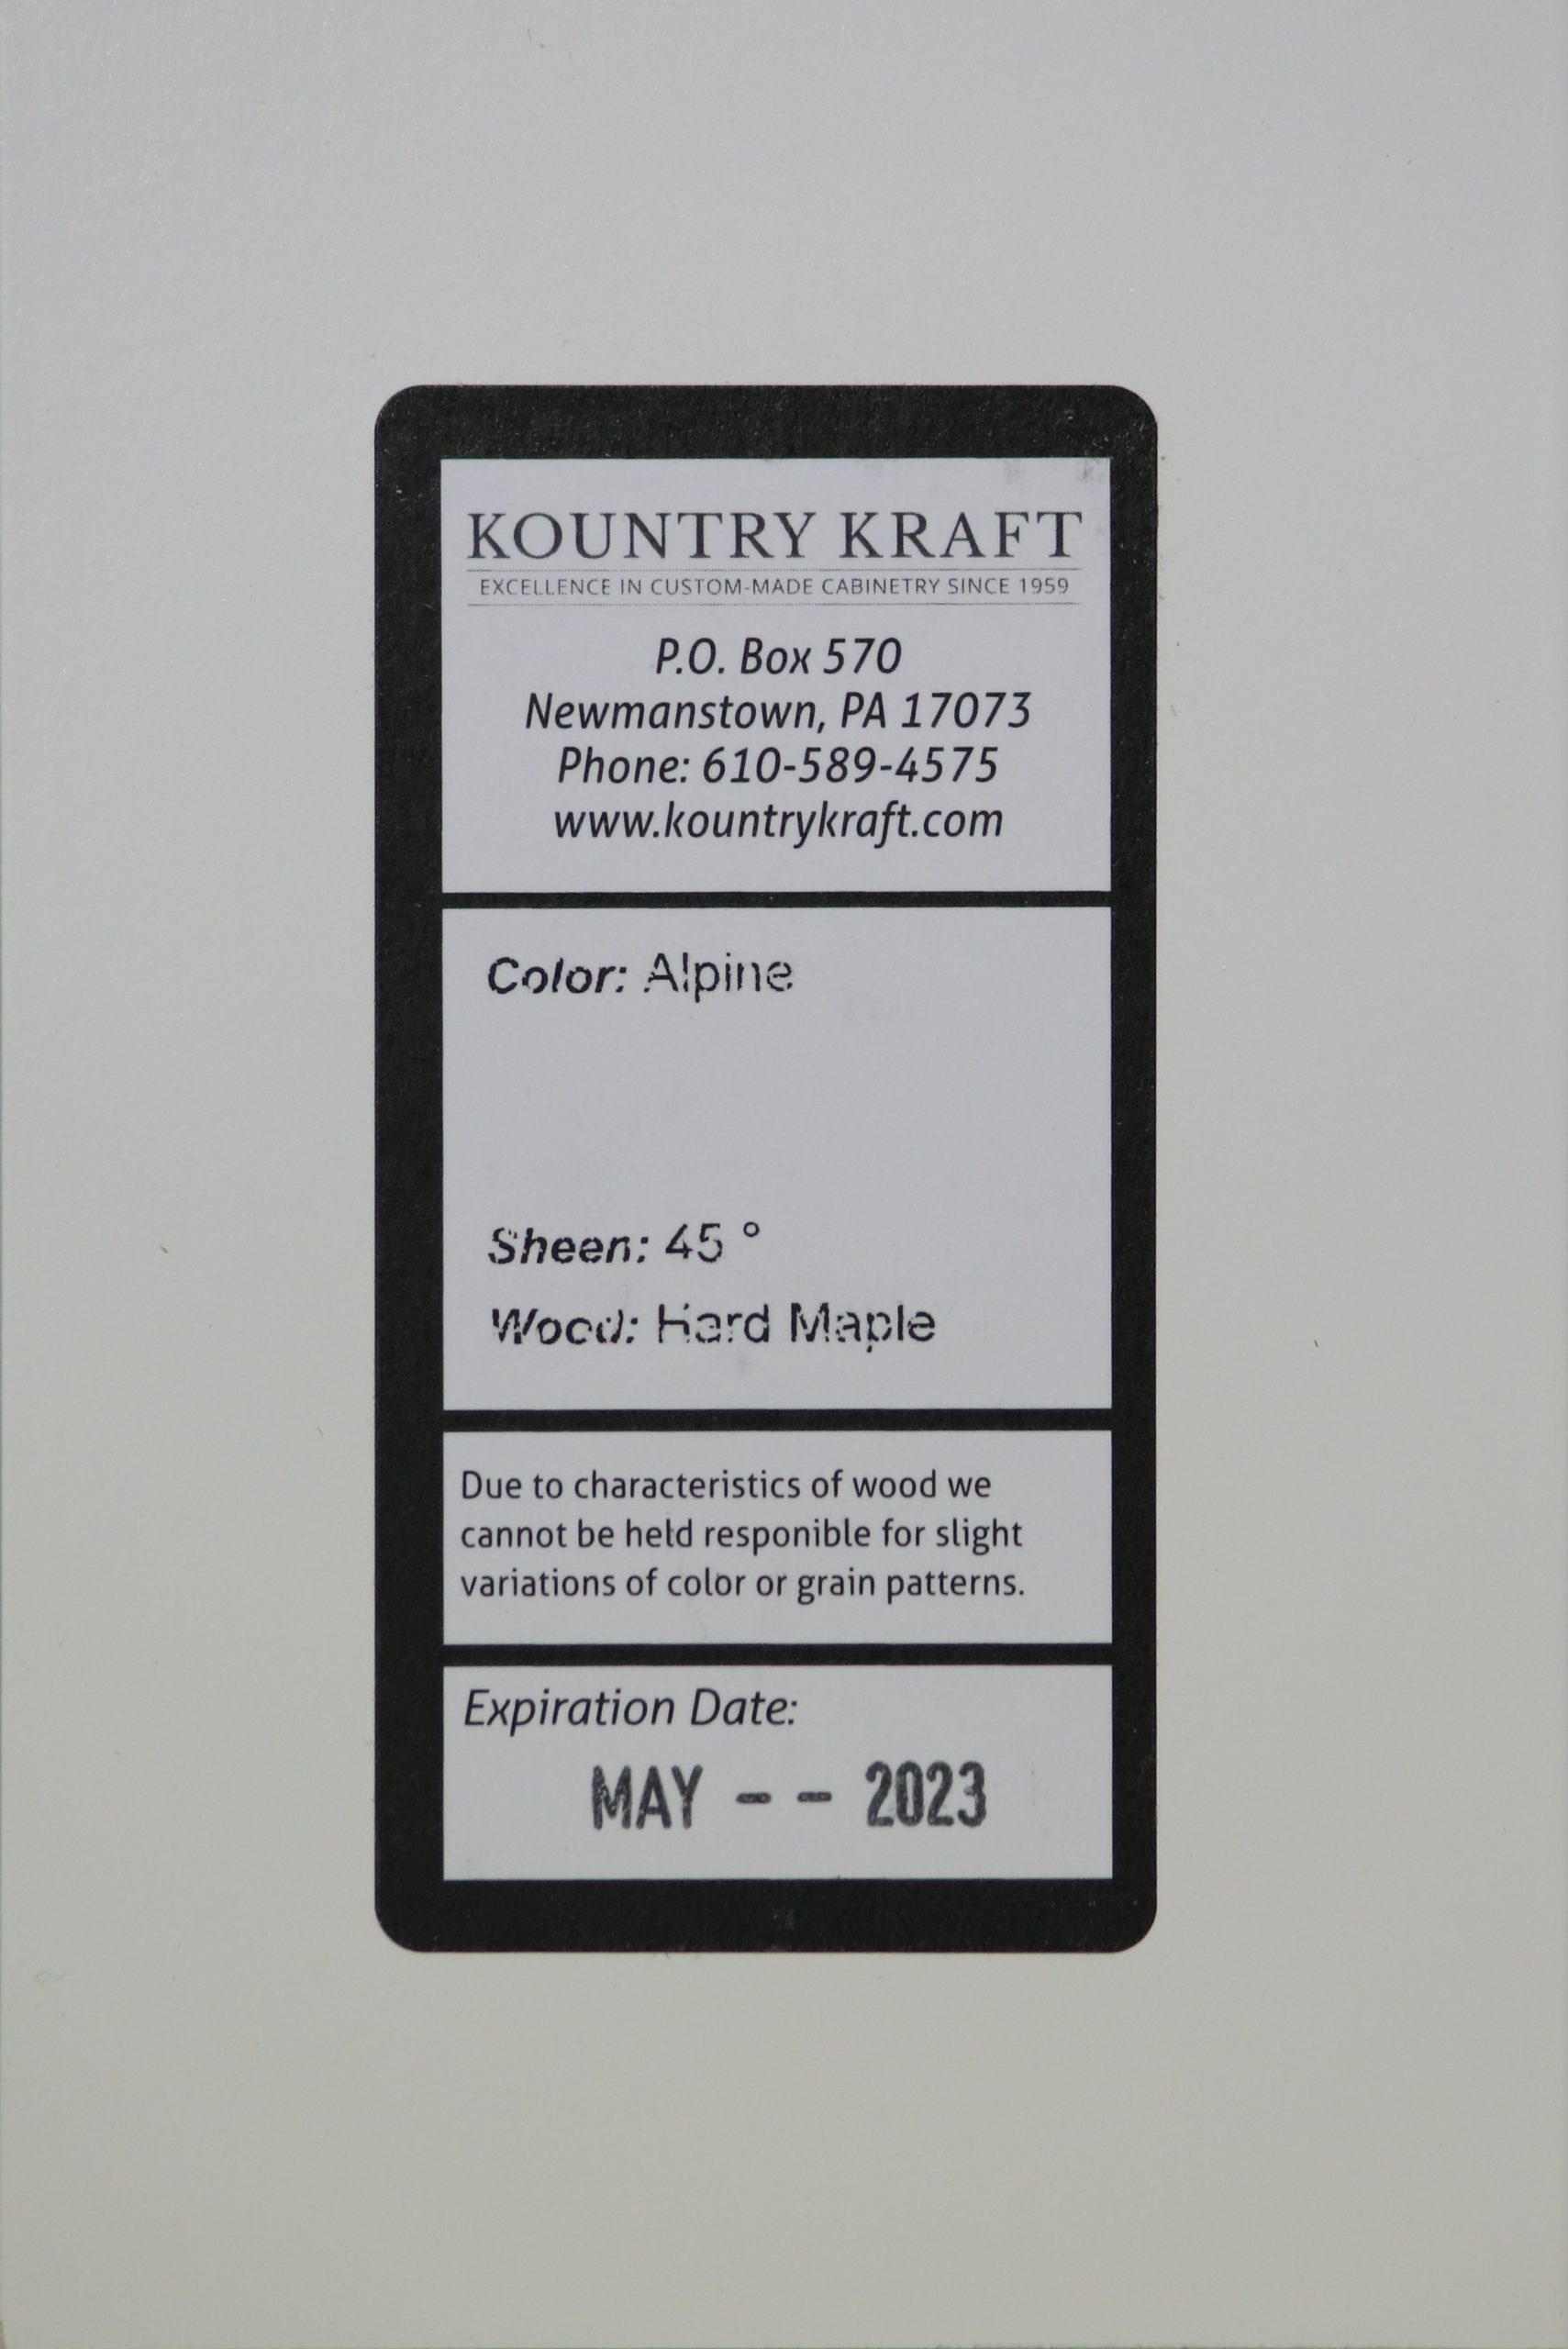 KOUNTRY KRAFT
EXCELLENCE IN CUSTOM-MADE CABINETRY SINCE 1959
P.O. Box 570
Newmanstown, PA 17073
Phone: 610-589-4575
www.kountrykraft.com
Color: Alpine
Sheen: 45 °
Wood: Hard Maple
Due to characteristics of wood we
cannot be held responible for slight
variations of color or grain patterns.
Expiration Date:
MAY -- 2023